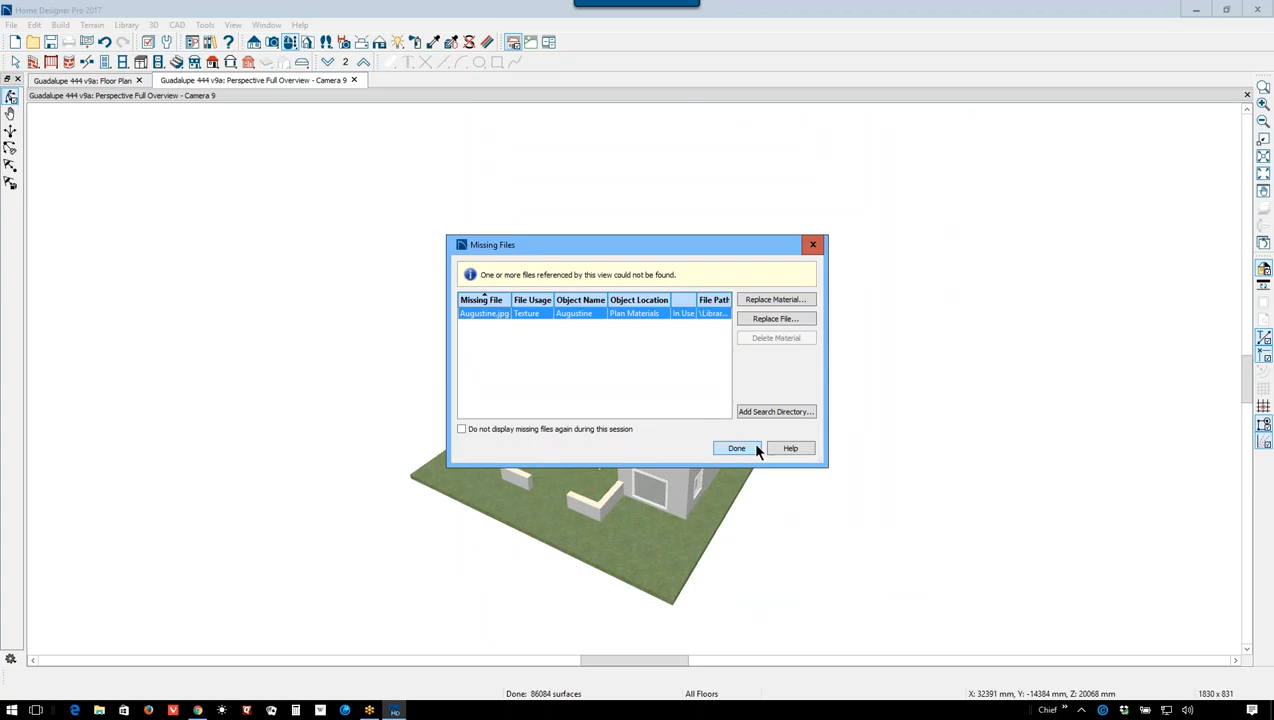 Home Designer Pro 2017
File Edit Build Terrain Library 3D CAD Tools View Window Help
2
Guadalupe 444 v9a: Floor Plan
Guadalupe 444 v9a: Perspective Full Overview - Camera 9
Guadalupe 444 v9a: Perspective Full Overview - Camera 9
Missing Files
One or more files referenced by this view could not be found.
Missing File File Usage Object Name Object Location File Path
Augustine.jpg Texture Augustine Plan Materials In Use \Librar...
Replace Material...
Replace File...
Delete Material
Add Search Directory...
Do not display missing files again during this session
Done Help
Done: 86084 surfaces All Floors X: 32391 mm, Y: -14384 mm, Z: 20068 mm 1830 x 831
Chief